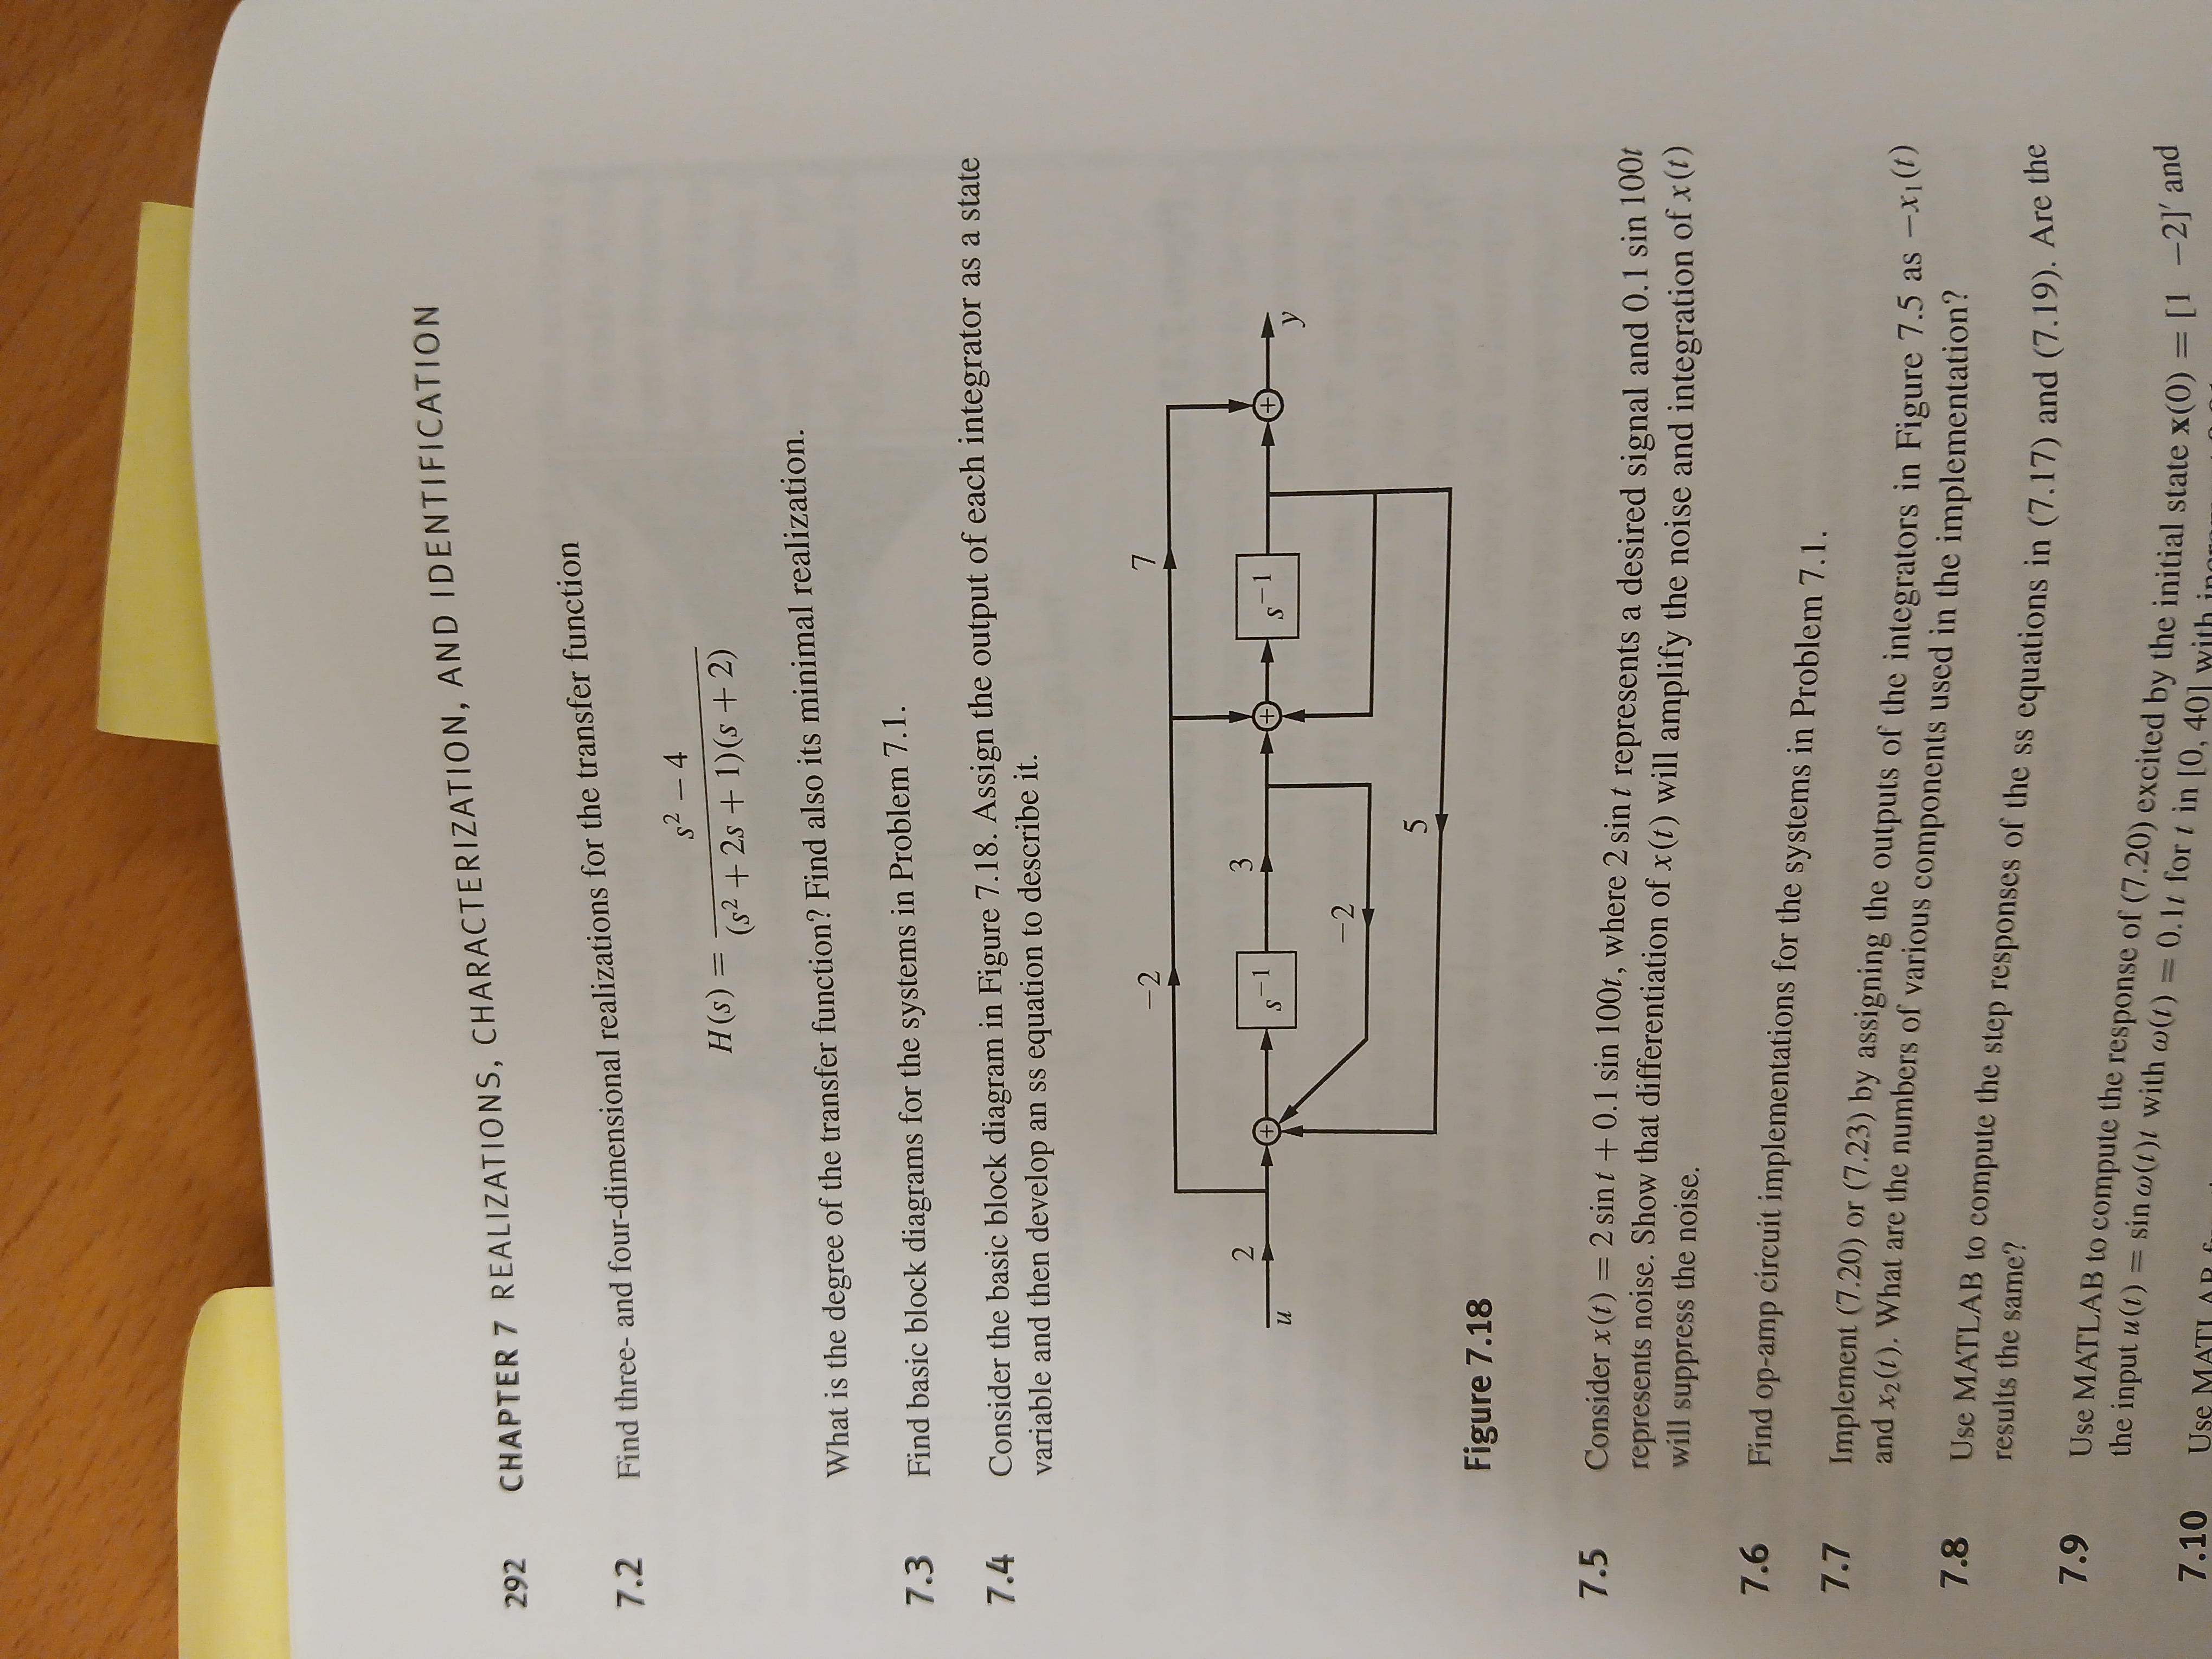 292 CHAPTER 7 REALIZATIONS, CHARACTERIZATION, AND IDENTIFICATION
7.2 Find three- and four-dimensional realizations for the transfer function
H(s) = (s² − 4) / ((s² + 2s + 1)(s + 2))
What is the degree of the transfer function? Find also its minimal realization.
7.3 Find basic block diagrams for the systems in Problem 7.1.
7.4 Consider the basic block diagram in Figure 7.18. Assign the output of each integrator as a state
variable and then develop an ss equation to describe it.
−2 7
2 3
u + s⁻¹ + s⁻¹ + y
−2
5
Figure 7.18
7.5 Consider x(t) = 2 sin t + 0.1 sin 100t, where 2 sin t represents a desired signal and 0.1 sin 100t
represents noise. Show that differentiation of x(t) will amplify the noise and integration of x(t)
will suppress the noise.
7.6 Find op-amp circuit implementations for the systems in Problem 7.1.
7.7 Implement (7.20) or (7.23) by assigning the outputs of the integrators in Figure 7.5 as −x₁(t)
and x₂(t). What are the numbers of various components used in the implementation?
7.8 Use MATLAB to compute the step responses of the ss equations in (7.17) and (7.19). Are the
results the same?
7.9 Use MATLAB to compute the response of (7.20) excited by the initial state x(0) = [1 −2]′ and
the input u(t) = sin ω(t)t with ω(t) = 0.1t for t in [0, 40] with
7.10 Use MATLAB